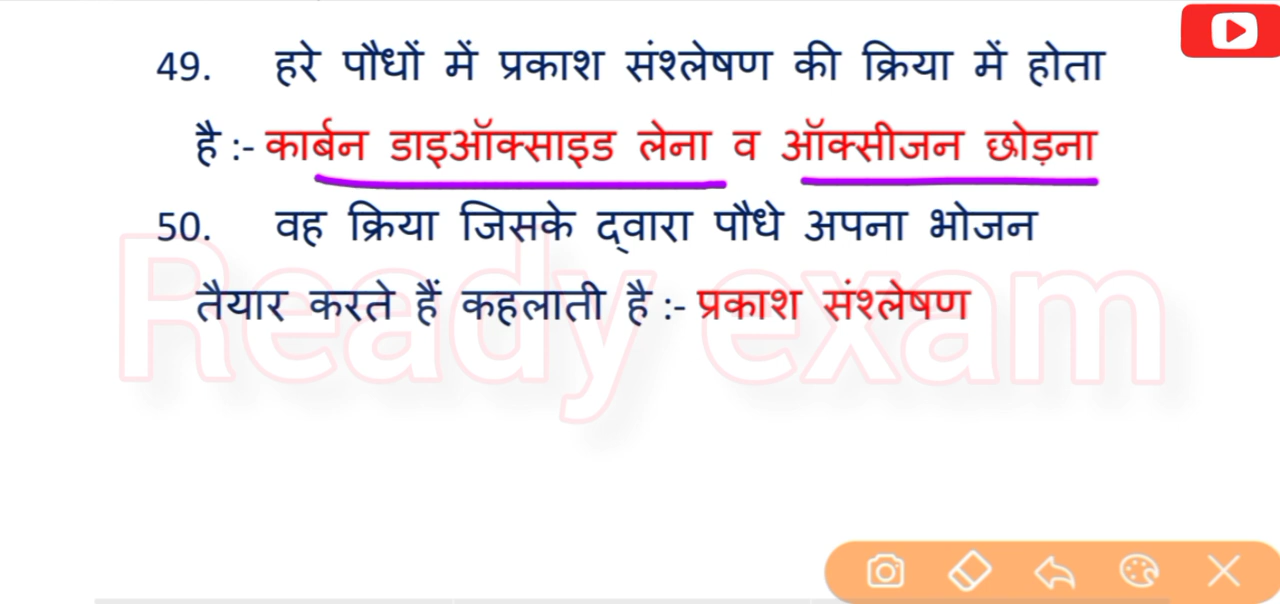 49. हरे पौधों में प्रकाश संश्लेषण की क्रिया में होता
है :- कार्बन डाइऑक्साइड लेना व ऑक्सीजन छोड़ना
50. वह क्रिया जिसके द्वारा पौधे अपना भोजन
तैयार करते हैं कहलाती है :- प्रकाश संश्लेषण
Ready exam